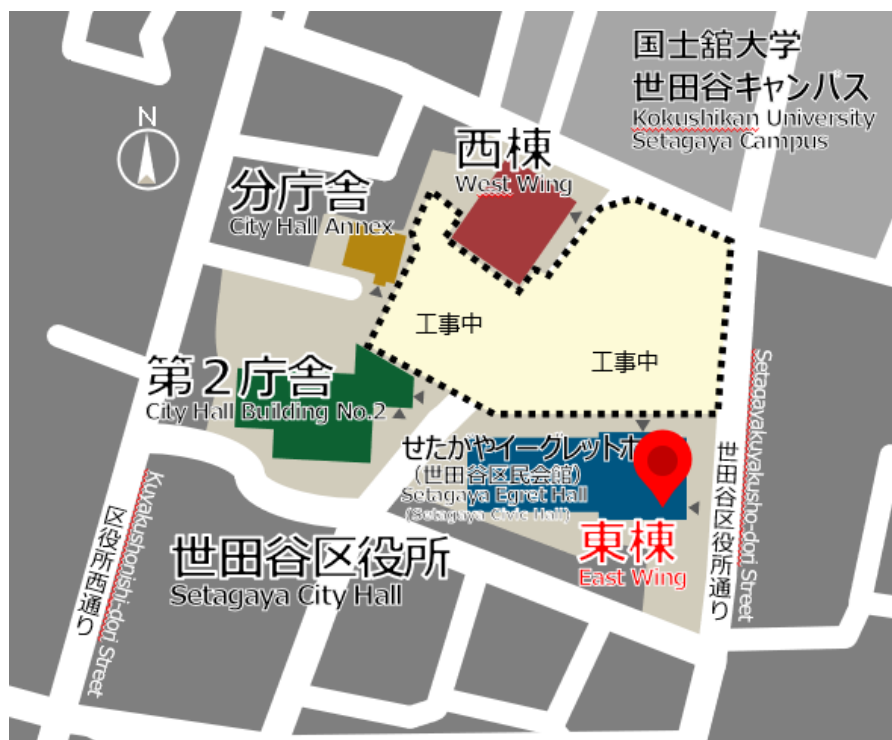 国士舘大学
世田谷キャンパス
Kokushikan University
Setagaya Campus
N
西棟
West Wing
分庁舎
City Hall Annex
工事中
工事中
第２庁舎
City Hall Building No.2
せたがやイーグレットホ
(世田谷区民会館)
Setagaya Egret Hall
(Setagaya Civic Hall)
東棟
East Wing
世田谷区役所
Setagaya City Hall
区役所西通り
Kuyakushonishi-dori Street
世田谷区役所通り
Setagayakuyakusho-dori Street